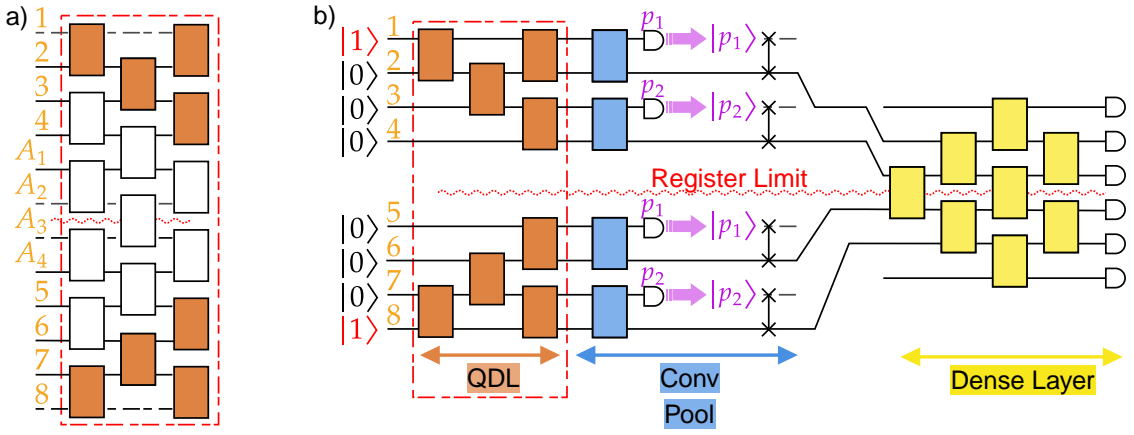 a)
1
2
3
4
A₁
A₂
A₃
A₄
5
6
7
8
b)
|1⟩ 1 p₁ |p₁⟩
|0⟩ 2
|0⟩ 3 p₂ |p₂⟩
|0⟩ 4
Register Limit
|0⟩ 5 p₁ |p₁⟩
|0⟩ 6
|0⟩ 7 p₂ |p₂⟩
|1⟩ 8
QDL
Conv
Pool
Dense Layer